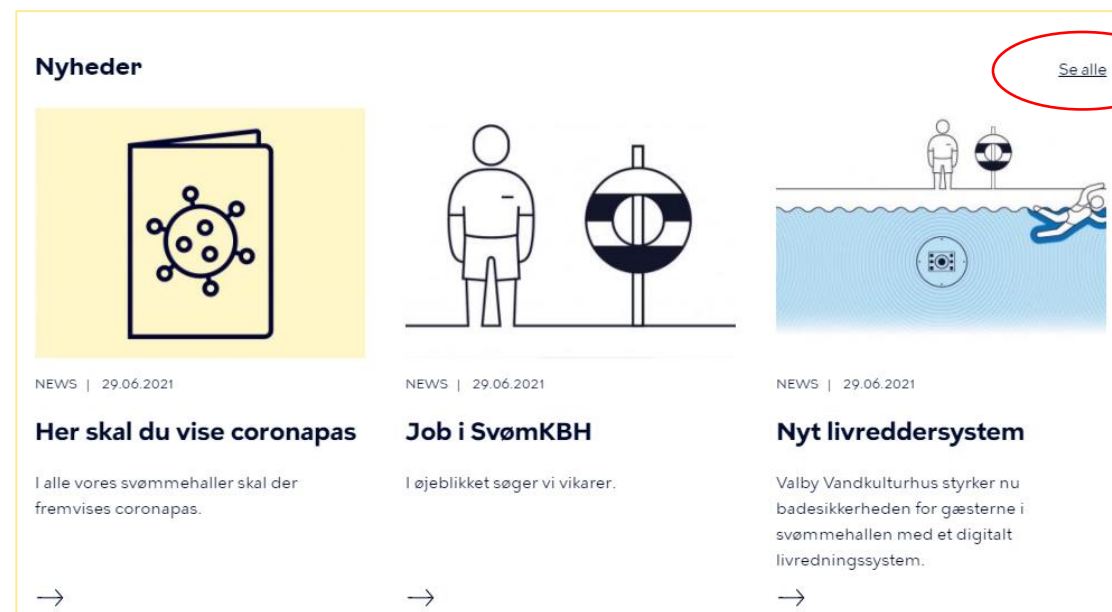 Nyheder
Se alle
NEWS | 29.06.2021
Her skal du vise coronapas
I alle vores svømmehaller skal der
fremvises coronapas.
NEWS | 29.06.2021
Job i SvømKBH
I øjeblikket søger vi vikarer.
NEWS | 29.06.2021
Nyt livreddersystem
Valby Vandkulturhus styrker nu
badesikkerheden for gæsterne i
svømmehallen med et digitalt
livredningssystem.